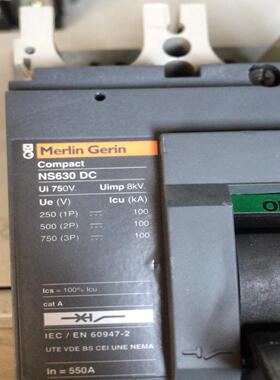 Merlin Gerin
Compact
NS630 DC
Ui 750V. Uimp 8kV.
Ue (V) Icu (kA)
250 (1P) 100
500 (2P) 100
750 (3P) 100
Ics = 100% Icu
cat A
IEC / EN 60947-2
UTE VDE BS CEI UNE NEMA
In = 550A